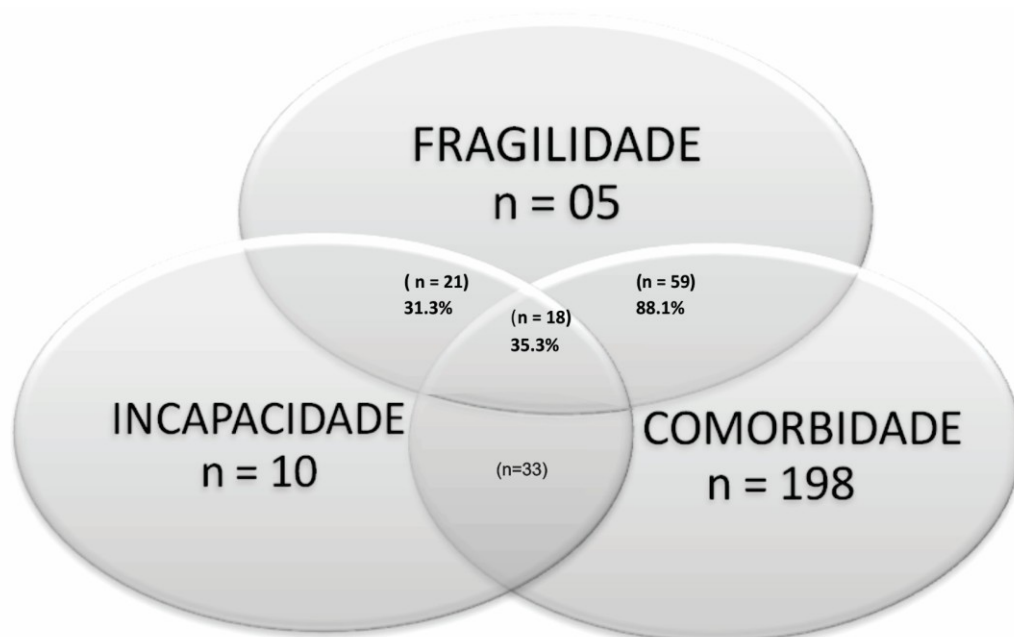 FRAGILIDADE
n = 05
( n = 21)
31.3%
(n = 59)
88.1%
(n = 18)
35.3%
INCAPACIDADE
n = 10
COMORBIDADE
n = 198
(n=33)